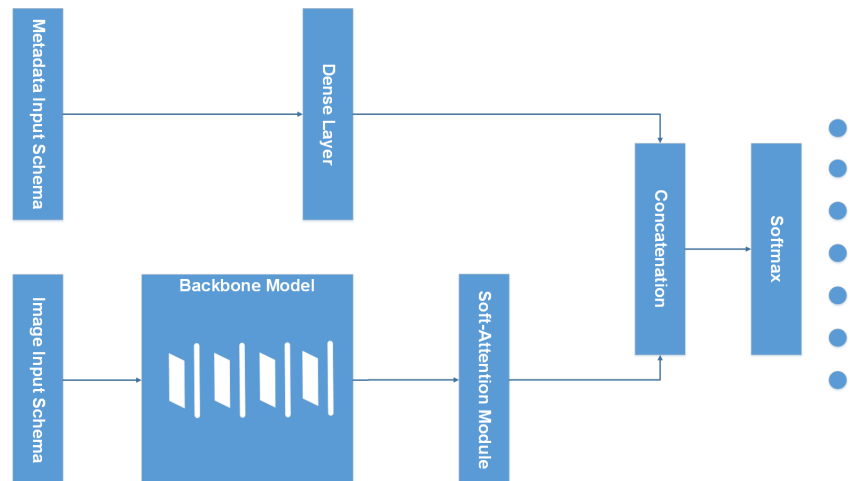 Metadata Input Schema
Dense Layer
Concatenation
Softmax
Image Input Schema
Backbone Model
Soft-Attention Module